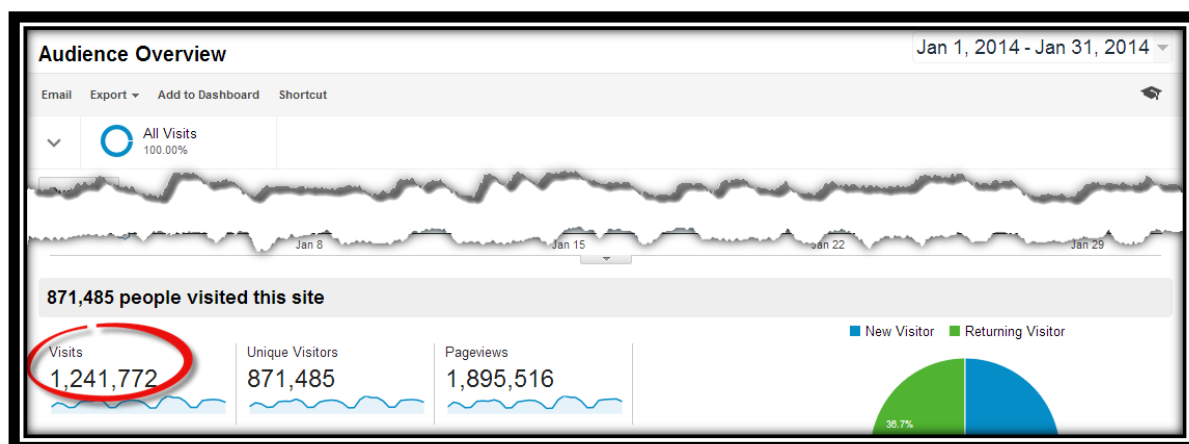 Audience Overview
Jan 1, 2014 - Jan 31, 2014
Email Export Add to Dashboard Shortcut
All Visits
100.00%
Jan 8 Jan 15 Jan 22 Jan 29
871,485 people visited this site
New Visitor Returning Visitor
Visits Unique Visitors Pageviews
1,241,772 871,485 1,895,516
36.7%